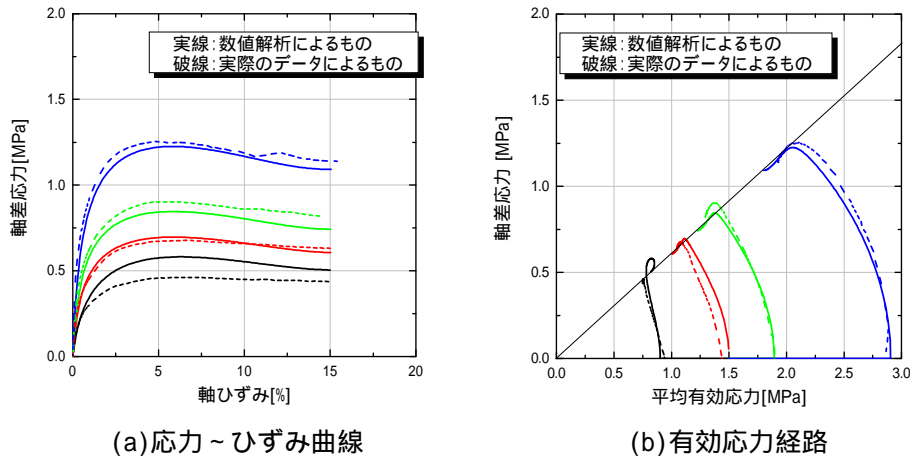 実線:数値解析によるもの
破線:実際のデータによるもの
2.0
1.5
1.0
0.5
0.0
軸差応力[MPa]
0
5
10
15
20
軸ひずみ[%]
(a)応力~ひずみ曲線
実線:数値解析によるもの
破線:実際のデータによるもの
2.0
1.5
1.0
0.5
0.0
軸差応力 [MPa]
0.0
0.5
1.0
1.5
2.0
2.5
3.0
平均有効応力[MPa]
(b)有効応力経路